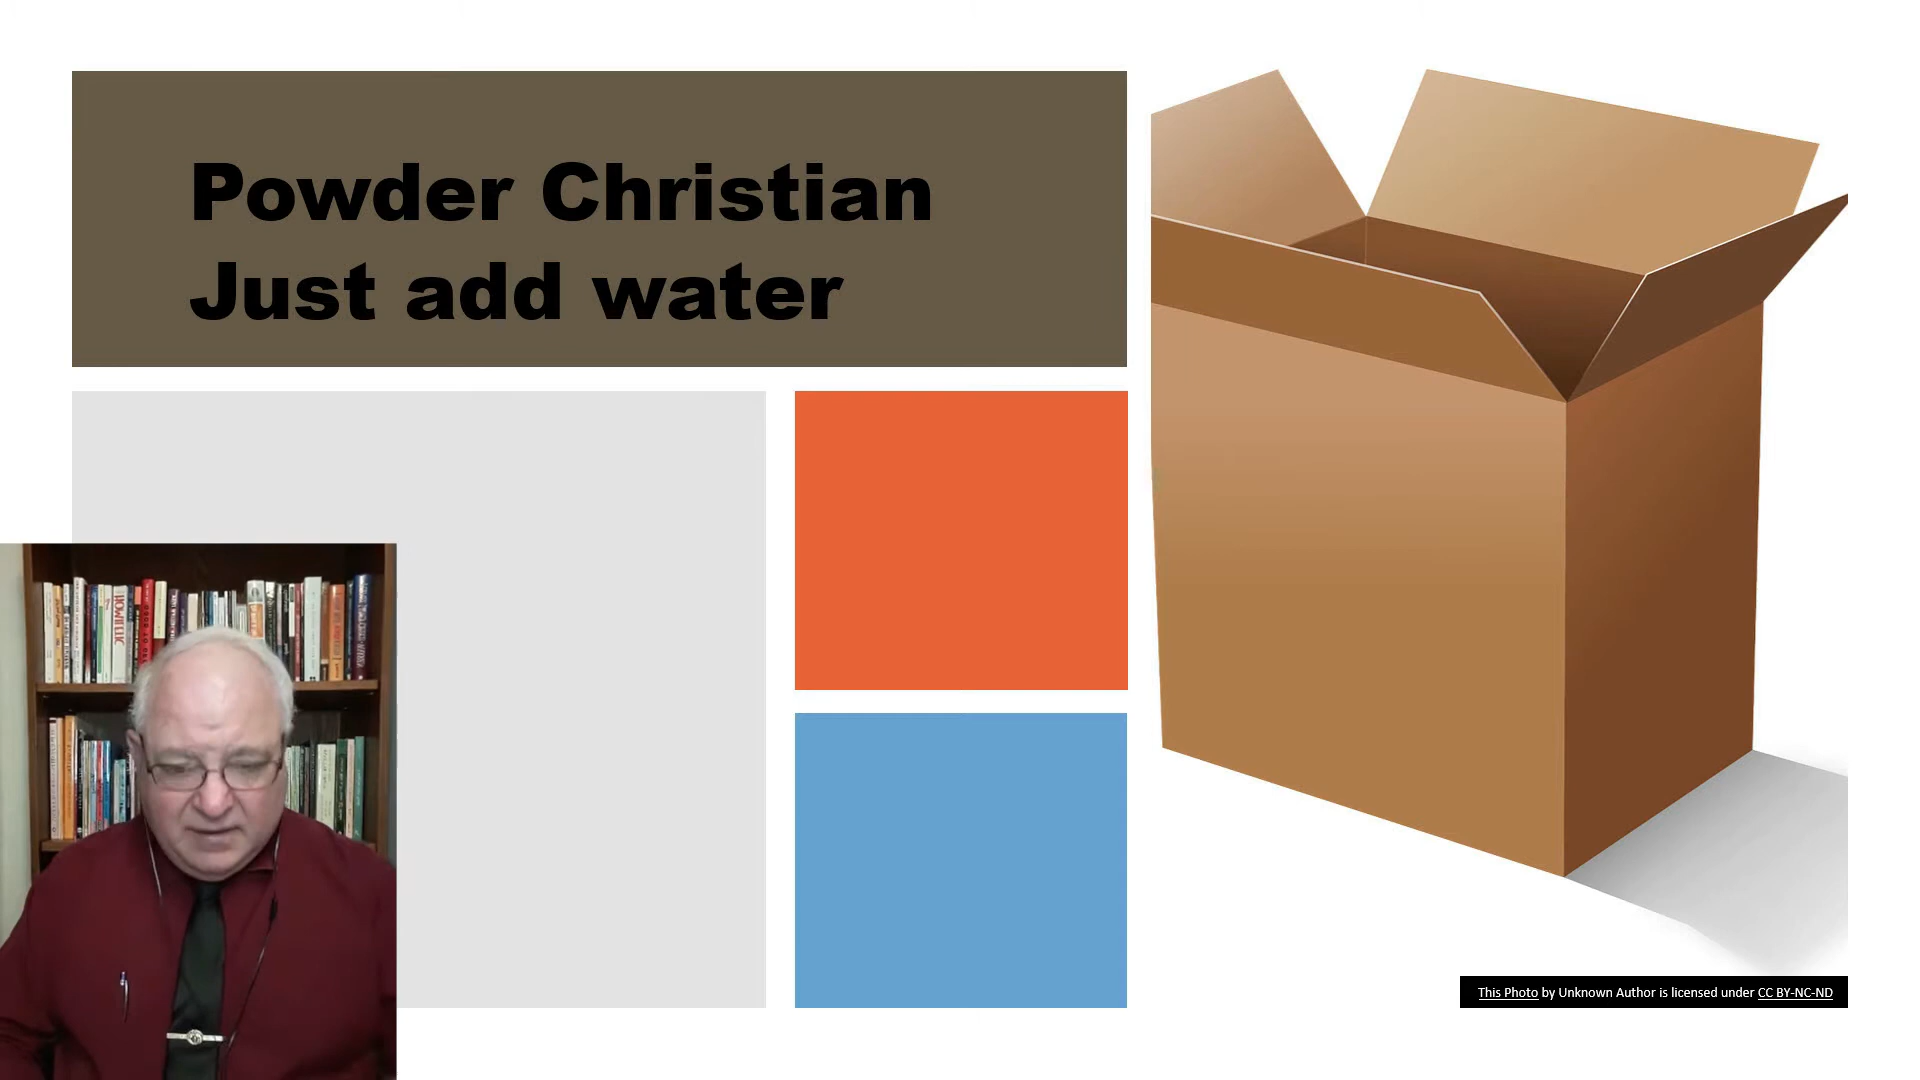 Powder Christian
Just add water
This Photo by Unknown Author is licensed under CC BY-NC-ND